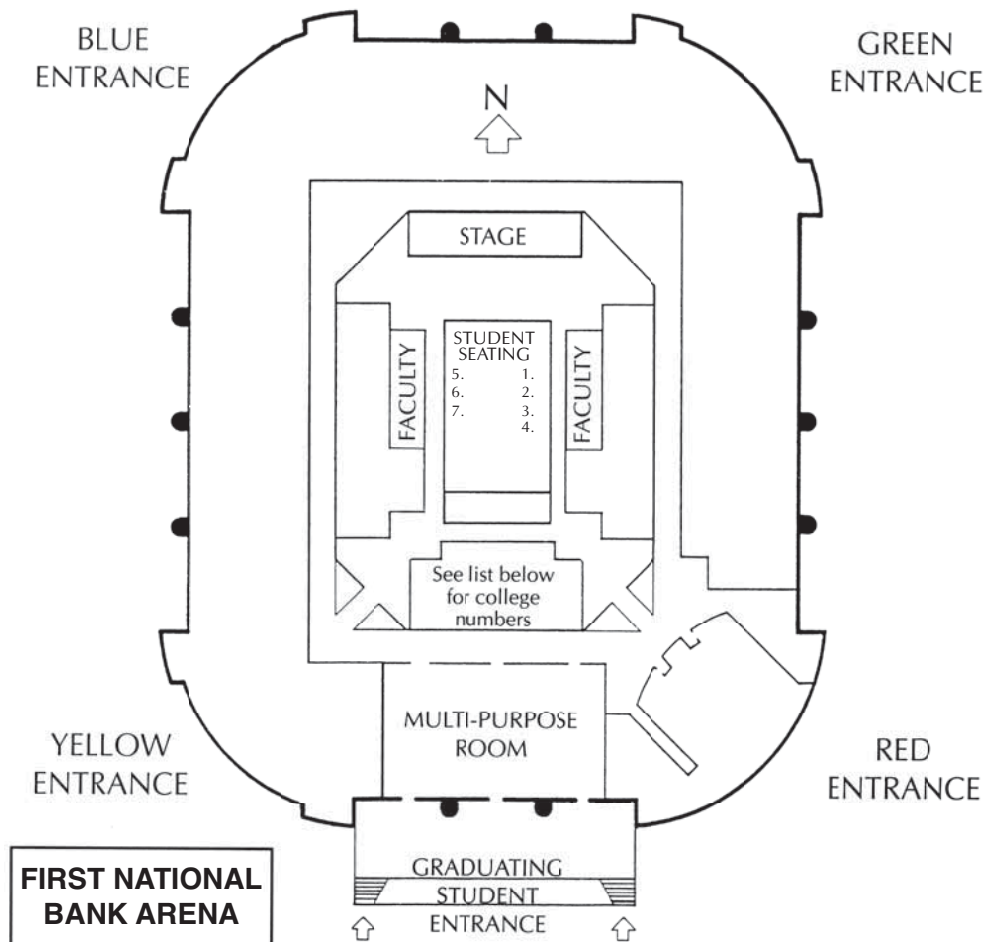 BLUE
ENTRANCE
GREEN
ENTRANCE
N
STAGE
STUDENT
SEATING
5. 1.
6. 2.
7. 3.
4.
FACULTY
FACULTY
See list below
for college
numbers
MULTI-PURPOSE
ROOM
YELLOW
ENTRANCE
RED
ENTRANCE
GRADUATING
STUDENT
ENTRANCE
FIRST NATIONAL
BANK ARENA